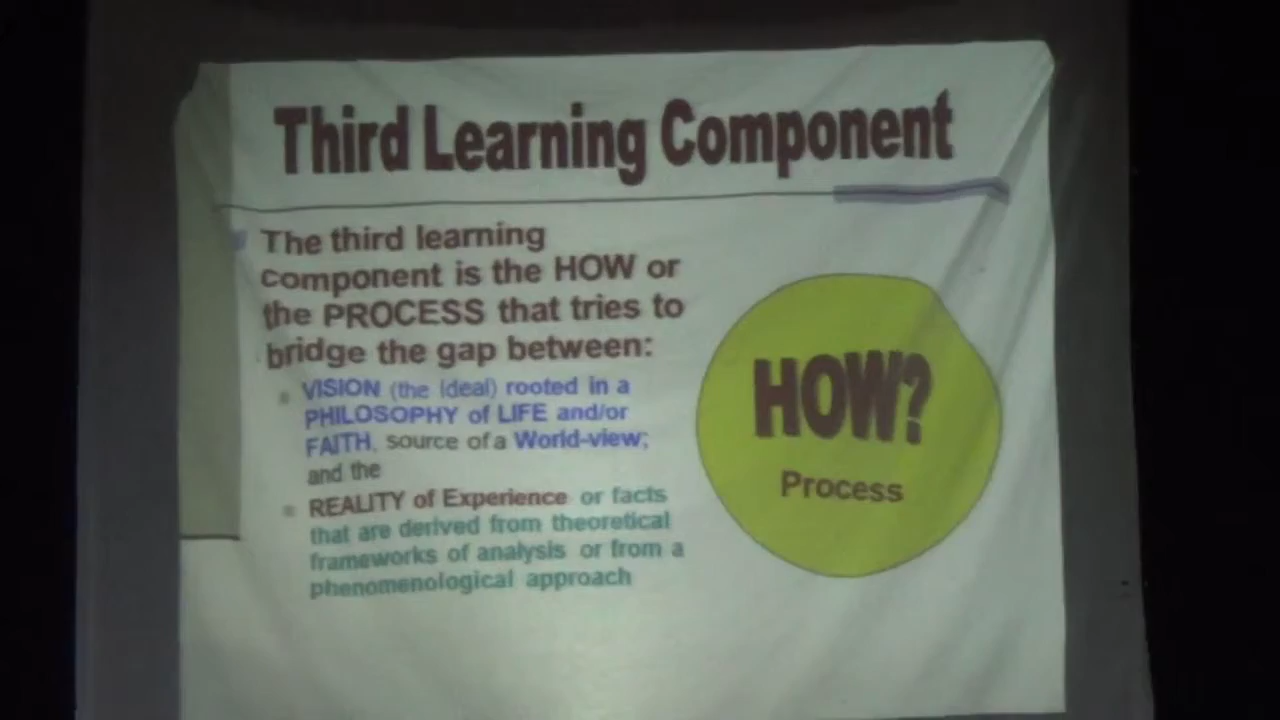 Third Learning Component
The third learning
component is the HOW or
the PROCESS that tries to
bridge the gap between:
VISION (the ideal) rooted in a
PHILOSOPHY of LIFE and/or
FAITH, source of a World-view;
and the
REALITY of Experience or facts
that are derived from theoretical
frameworks of analysis or from a
phenomenological approach
HOW?
Process